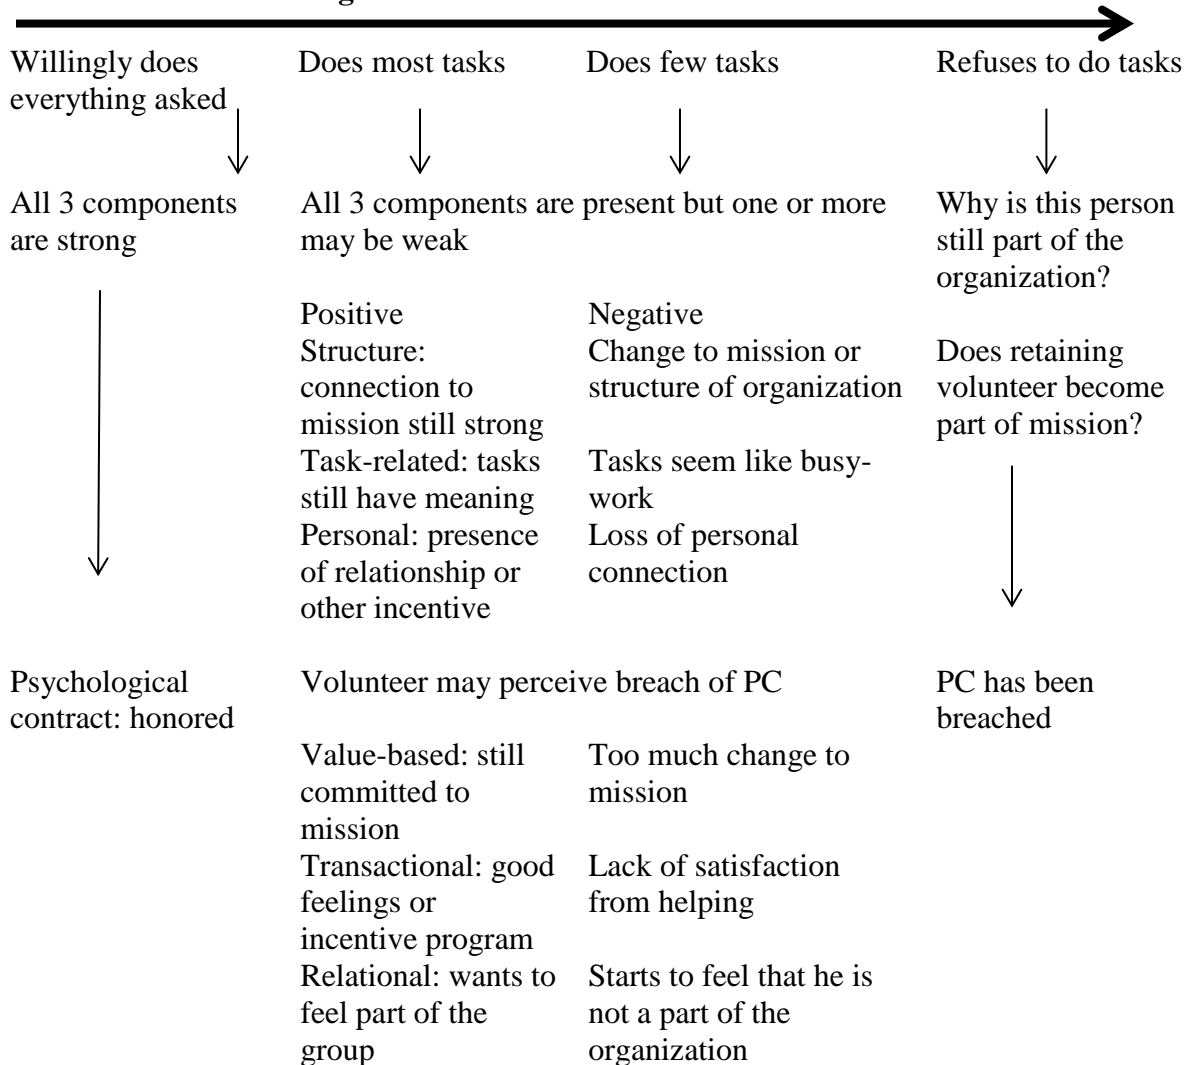 Willingly does
everything asked
Does most tasks
Does few tasks
Refuses to do tasks
All 3 components
are strong
All 3 components are present but one or more
may be weak
Why is this person
still part of the
organization?
Positive
Negative
Structure:
connection to
mission still strong
Change to mission or
structure of organization
Does retaining
volunteer become
part of mission?
Task-related: tasks
still have meaning
Tasks seem like busy-
work
Personal: presence
of relationship or
other incentive
Loss of personal
connection
Psychological
contract: honored
Volunteer may perceive breach of PC
PC has been
breached
Value-based: still
committed to
mission
Too much change to
mission
Transactional: good
feelings or
incentive program
Lack of satisfaction
from helping
Relational: wants to
feel part of the
group
Starts to feel that he is
not a part of the
organization